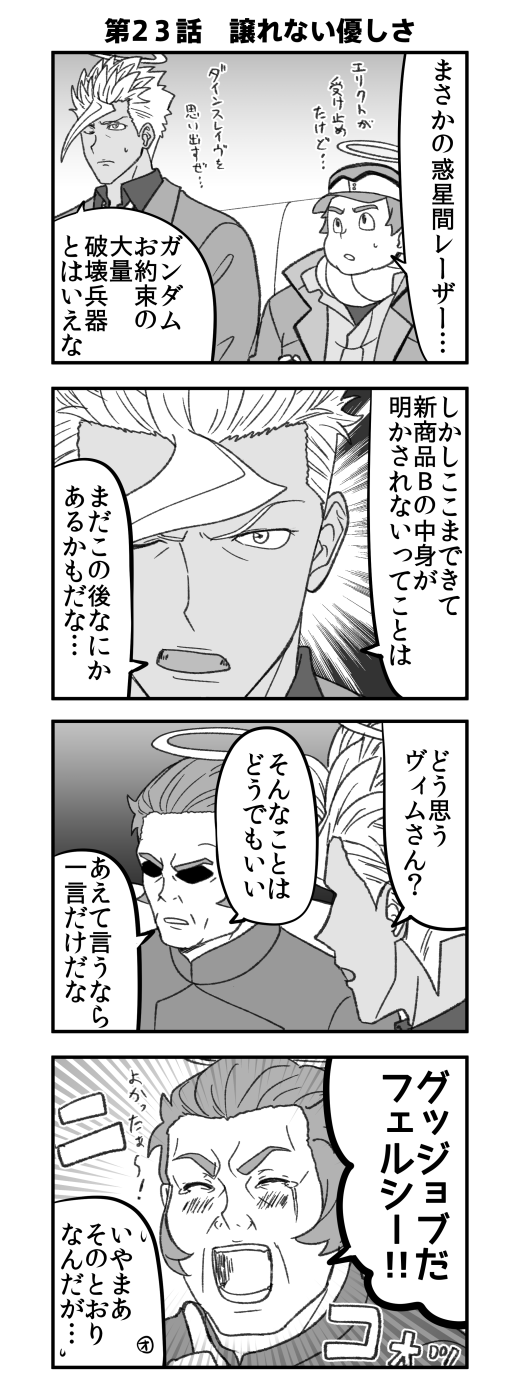 第２３話　譲れない優しさ
まさかの惑星間レーザー…
エリクトが
受け止め
たけど…
ダインスレイヴを
思い出すぜ…
ガンダム
お約束の
大量
破壊兵器
とはいえな
しかしここまできて
新商品Ｂの中身が
明かされないってことは
まだこの後なにか
あるかもだな…
どう思う
ヴィムさん？
そんなことは
どうでもいい
あえて言うなら
一言だけだな
グッジョブだ
フェルシー!!
よかったぁ～！
ニ
コォ
いやまあ
そのとおり
なんだが…
オ